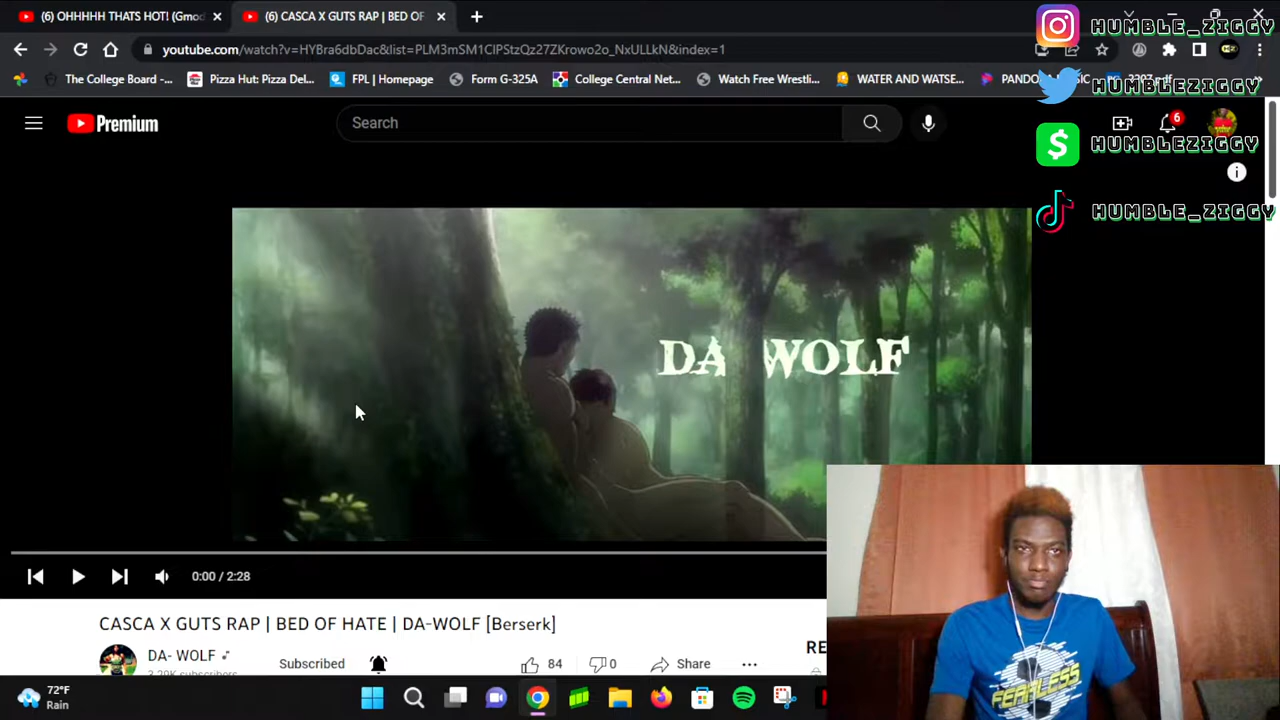 (6) OHHHHH THATS HOT! (Gmod
(6) CASCA X GUTS RAP | BED OF
youtube.com/watch?v=HYBra6dbDac&list=PLM3mSM1CIPStzQz27ZKrowo2o_NxULLkN&index=1
The College Board -...
Pizza Hut: Pizza Del...
FPL | Homepage
Form G-325A
College Central Net...
Watch Free Wrestli...
WATER AND WATSE...
HUMBLE_ZIGGY
HUMBLEZIGGY
HUMBLEZIGGY
HUMBLE_ZIGGY
Premium
Search
6
DA WOLF
0:00 / 2:28
CASCA X GUTS RAP | BED OF HATE | DA-WOLF [Berserk]
DA- WOLF
Subscribed
84
0
Share
RE
FEARLESS
72°F
Rain